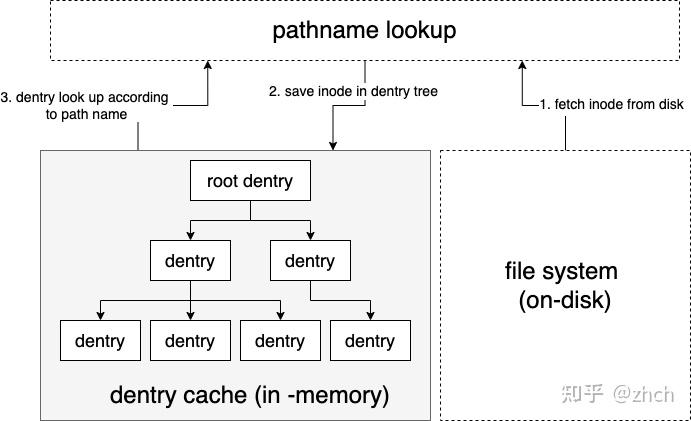 pathname lookup
3. dentry look up according
to path name
2. save inode in dentry tree
1. fetch inode from disk
root dentry
dentry
dentry
dentry
dentry
dentry
dentry
dentry cache (in -memory)
file system
(on-disk)
知乎 @zhch